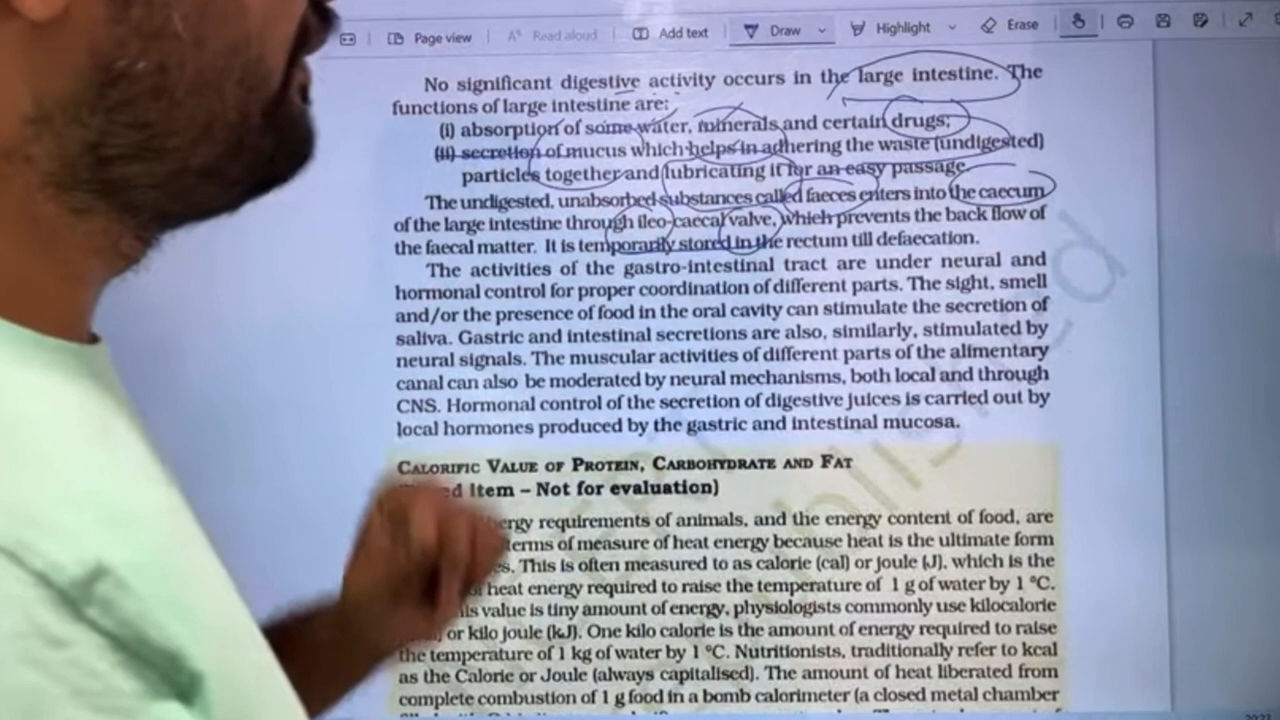 Page view
Read aloud
Add text
Draw
Highlight
Erase
No significant digestive activity occurs in the large intestine. The
functions of large intestine are:
(i) absorption of some water, minerals and certain drugs;
(ii) secretion of mucus which helps in adhering the waste (undigested)
particles together and lubricating it for an easy passage.
The undigested, unabsorbed substances called faeces enters into the caecum
of the large intestine through ileo-caecal valve, which prevents the back flow of
the faecal matter. It is temporarily stored in the rectum till defaecation.
The activities of the gastro-intestinal tract are under neural and
hormonal control for proper coordination of different parts. The sight, smell
and/or the presence of food in the oral cavity can stimulate the secretion of
saliva. Gastric and intestinal secretions are also, similarly, stimulated by
neural signals. The muscular activities of different parts of the alimentary
canal can also be moderated by neural mechanisms, both local and through
CNS. Hormonal control of the secretion of digestive juices is carried out by
local hormones produced by the gastric and intestinal mucosa.
CALORIFIC VALUE OF PROTEIN, CARBOHYDRATE AND FAT
Item – Not for evaluation)
requirements of animals, and the energy content of food, are
terms of measure of heat energy because heat is the ultimate form
This is often measured to as calorie (cal) or joule (J), which is the
heat energy required to raise the temperature of 1 g of water by 1 °C.
value is tiny amount of energy, physiologists commonly use kilocalorie
or kilo joule (kJ). One kilo calorie is the amount of energy required to raise
the temperature of 1 kg of water by 1 °C. Nutritionists, traditionally refer to kcal
as the Calorie or Joule (always capitalised). The amount of heat liberated from
complete combustion of 1 g food in a bomb calorimeter (a closed metal chamber